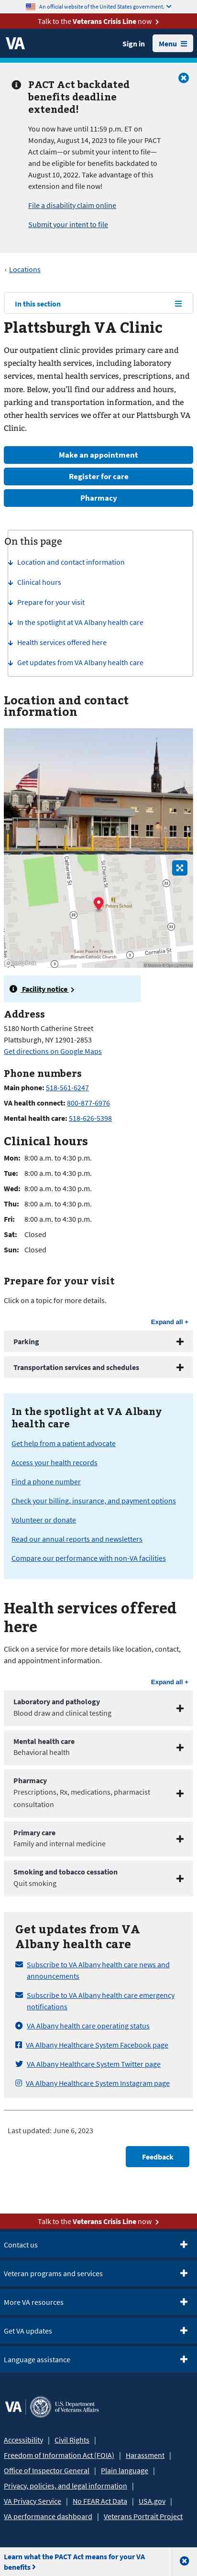 An official website of the United States government.
Talk to the Veterans Crisis Line now
VA
Sign in
Menu
PACT Act backdated
benefits deadline
extended!
You now have until 11:59 p.m. ET on
Monday, August 14, 2023 to file your PACT
Act claim—or submit your intent to file—
and be eligible for benefits backdated to
August 10, 2022. Take advantage of this
extension and file now!
File a disability claim online
Submit your intent to file
Locations
In this section
Plattsburgh VA Clinic
Our outpatient clinic provides primary care and
specialty health services, including laboratory
services, mental health services, prescriptions, and
more. Below, you'll find our address and hours,
parking and transportation information, and the
other health services we offer at our Plattsburgh VA
Clinic.
Make an appointment
Register for care
Pharmacy
On this page
Location and contact information
Clinical hours
Prepare for your visit
In the spotlight at VA Albany health care
Health services offered here
Get updates from VA Albany health care
Location and contact
information
Catherine St
St Charles St
St Peter's School
Saint Pierre French
Roman Catholic Church
Cornelia St
22
22
3
3
mapbox
Facility notice
Address
5180 North Catherine Street
Plattsburgh, NY 12901-2853
Get directions on Google Maps
Phone numbers
Main phone: 518-561-6247
VA health connect: 800-877-6976
Mental health care: 518-626-5398
Clinical hours
Mon: 8:00 a.m. to 4:30 p.m.
Tue: 8:00 a.m. to 4:30 p.m.
Wed: 8:00 a.m. to 4:30 p.m.
Thu: 8:00 a.m. to 4:30 p.m.
Fri: 8:00 a.m. to 4:30 p.m.
Sat: Closed
Sun: Closed
Prepare for your visit
Click on a topic for more details.
Expand all +
Parking
Transportation services and schedules
In the spotlight at VA Albany
health care
Get help from a patient advocate
Access your health records
Find a phone number
Check your billing, insurance, and payment options
Volunteer or donate
Read our annual reports and newsletters
Compare our performance with non-VA facilities
Health services offered
here
Click on a service for more details like location, contact,
and appointment information.
Expand all +
Laboratory and pathology
Blood draw and clinical testing
Mental health care
Behavioral health
Pharmacy
Prescriptions, Rx, medications, pharmacist
consultation
Primary care
Family and internal medicine
Smoking and tobacco cessation
Quit smoking
Get updates from VA
Albany health care
Subscribe to VA Albany health care news and
announcements
Subscribe to VA Albany health care emergency
notifications
VA Albany health care operating status
VA Albany Healthcare System Facebook page
VA Albany Healthcare System Twitter page
VA Albany Healthcare System Instagram page
Last updated: June 6, 2023
Feedback
Talk to the Veterans Crisis Line now
Contact us
Veteran programs and services
More VA resources
Get VA updates
Language assistance
VA
U.S. Department
of Veterans Affairs
Accessibility
Civil Rights
Freedom of Information Act (FOIA)
Harassment
Office of Inspector General
Plain language
Privacy, policies, and legal information
VA Privacy Service
No FEAR Act Data
USA.gov
VA performance dashboard
Veterans Portrait Project
Learn what the PACT Act means for your VA
benefits